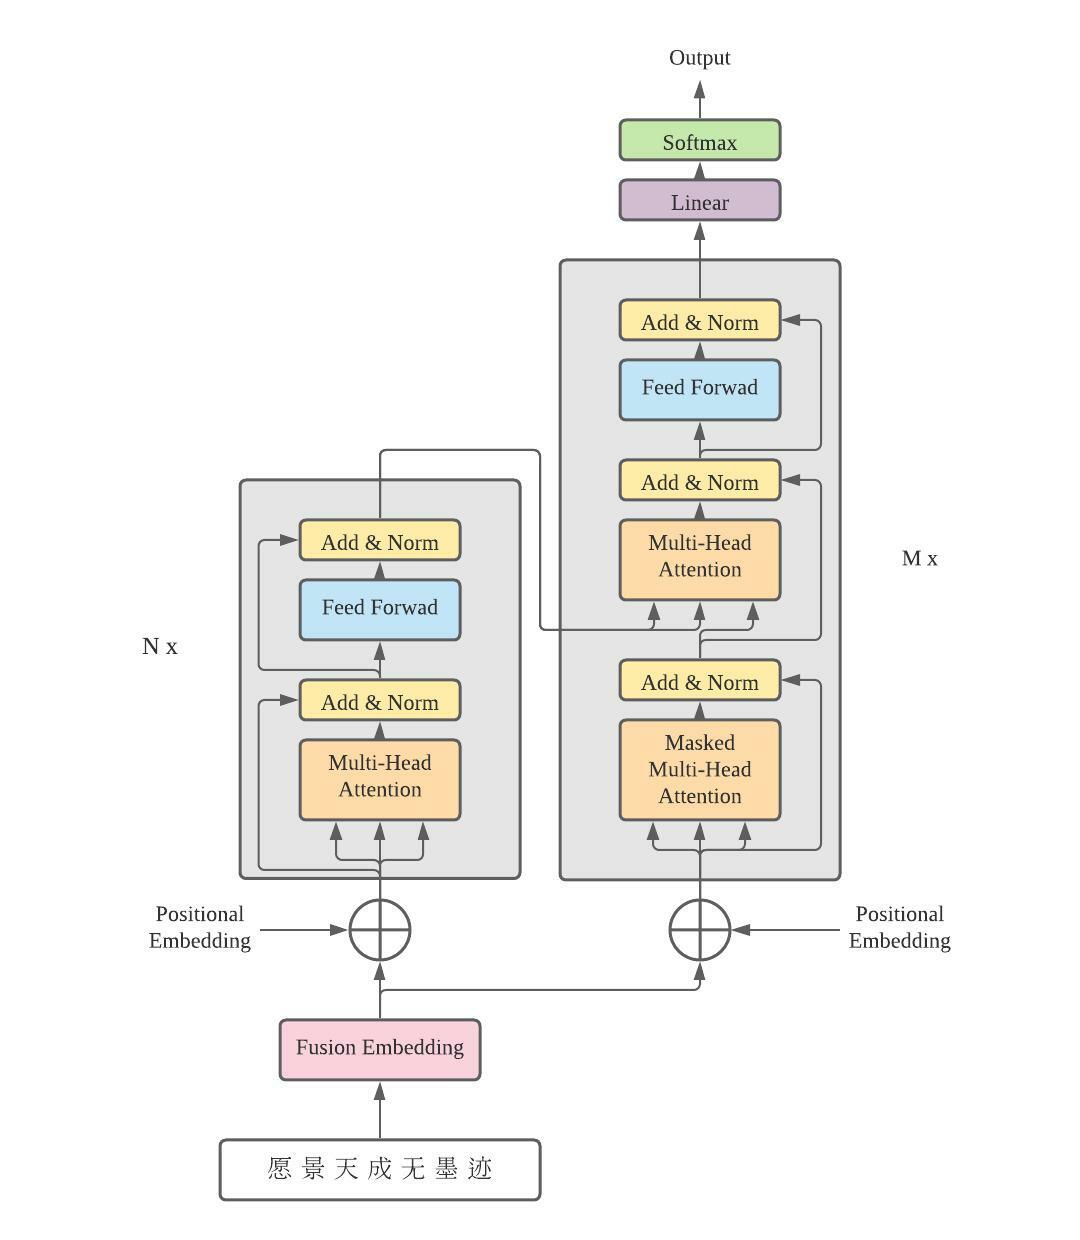 Output
Softmax
Linear
Add & Norm
Feed Forwad
Add & Norm
Multi-Head
Attention
Add & Norm
Masked
Multi-Head
Attention
M x
Add & Norm
Feed Forwad
Add & Norm
Multi-Head
Attention
N x
Positional
Embedding
Positional
Embedding
Fusion Embedding
愿景天成无墨迹